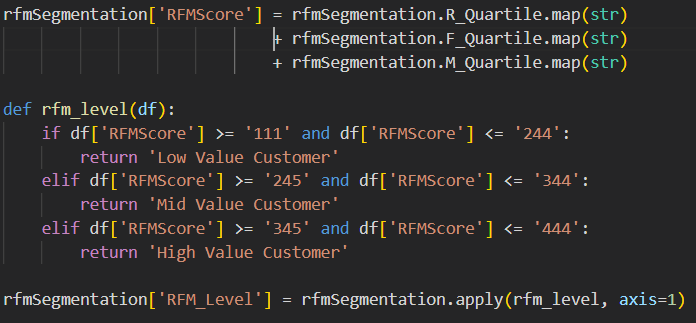 rfmSegmentation['RFMScore'] = rfmSegmentation.R_Quartile.map(str)
                            + rfmSegmentation.F_Quartile.map(str)
                            + rfmSegmentation.M_Quartile.map(str)

def rfm_level(df):
    if df['RFMScore'] >= '111' and df['RFMScore'] <= '244':
        return 'Low Value Customer'
    elif df['RFMScore'] >= '245' and df['RFMScore'] <= '344':
        return 'Mid Value Customer'
    elif df['RFMScore'] >= '345' and df['RFMScore'] <= '444':
        return 'High Value Customer'

rfmSegmentation['RFM_Level'] = rfmSegmentation.apply(rfm_level, axis=1)